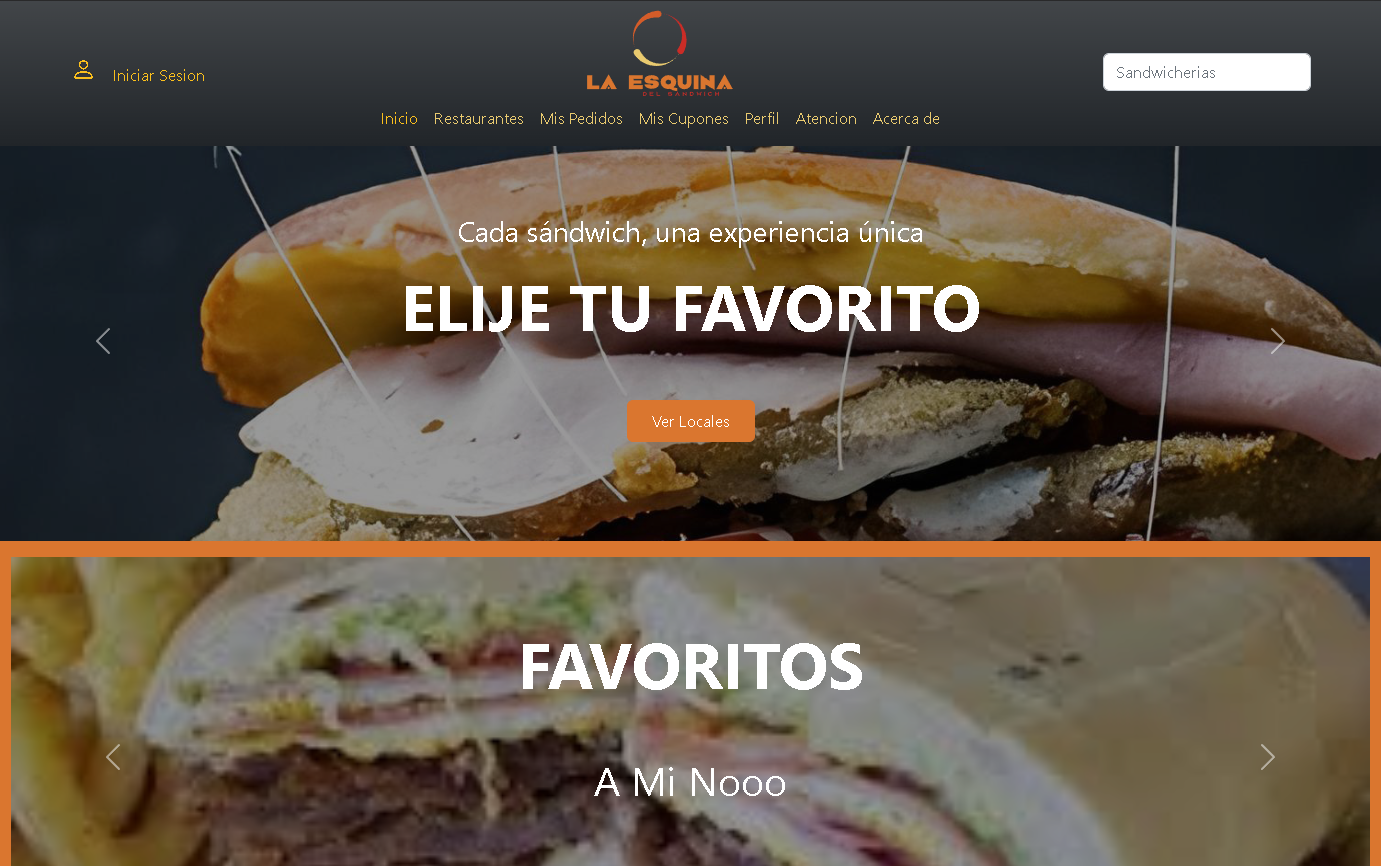 Iniciar Sesion
LA ESQUINA
DEL SANDWICH
Sandwicherias
Inicio Restaurantes Mis Pedidos Mis Cupones Perfil Atencion Acerca de
Cada sándwich, una experiencia única
ELIJE TU FAVORITO
Ver Locales
FAVORITOS
A Mi Nooo